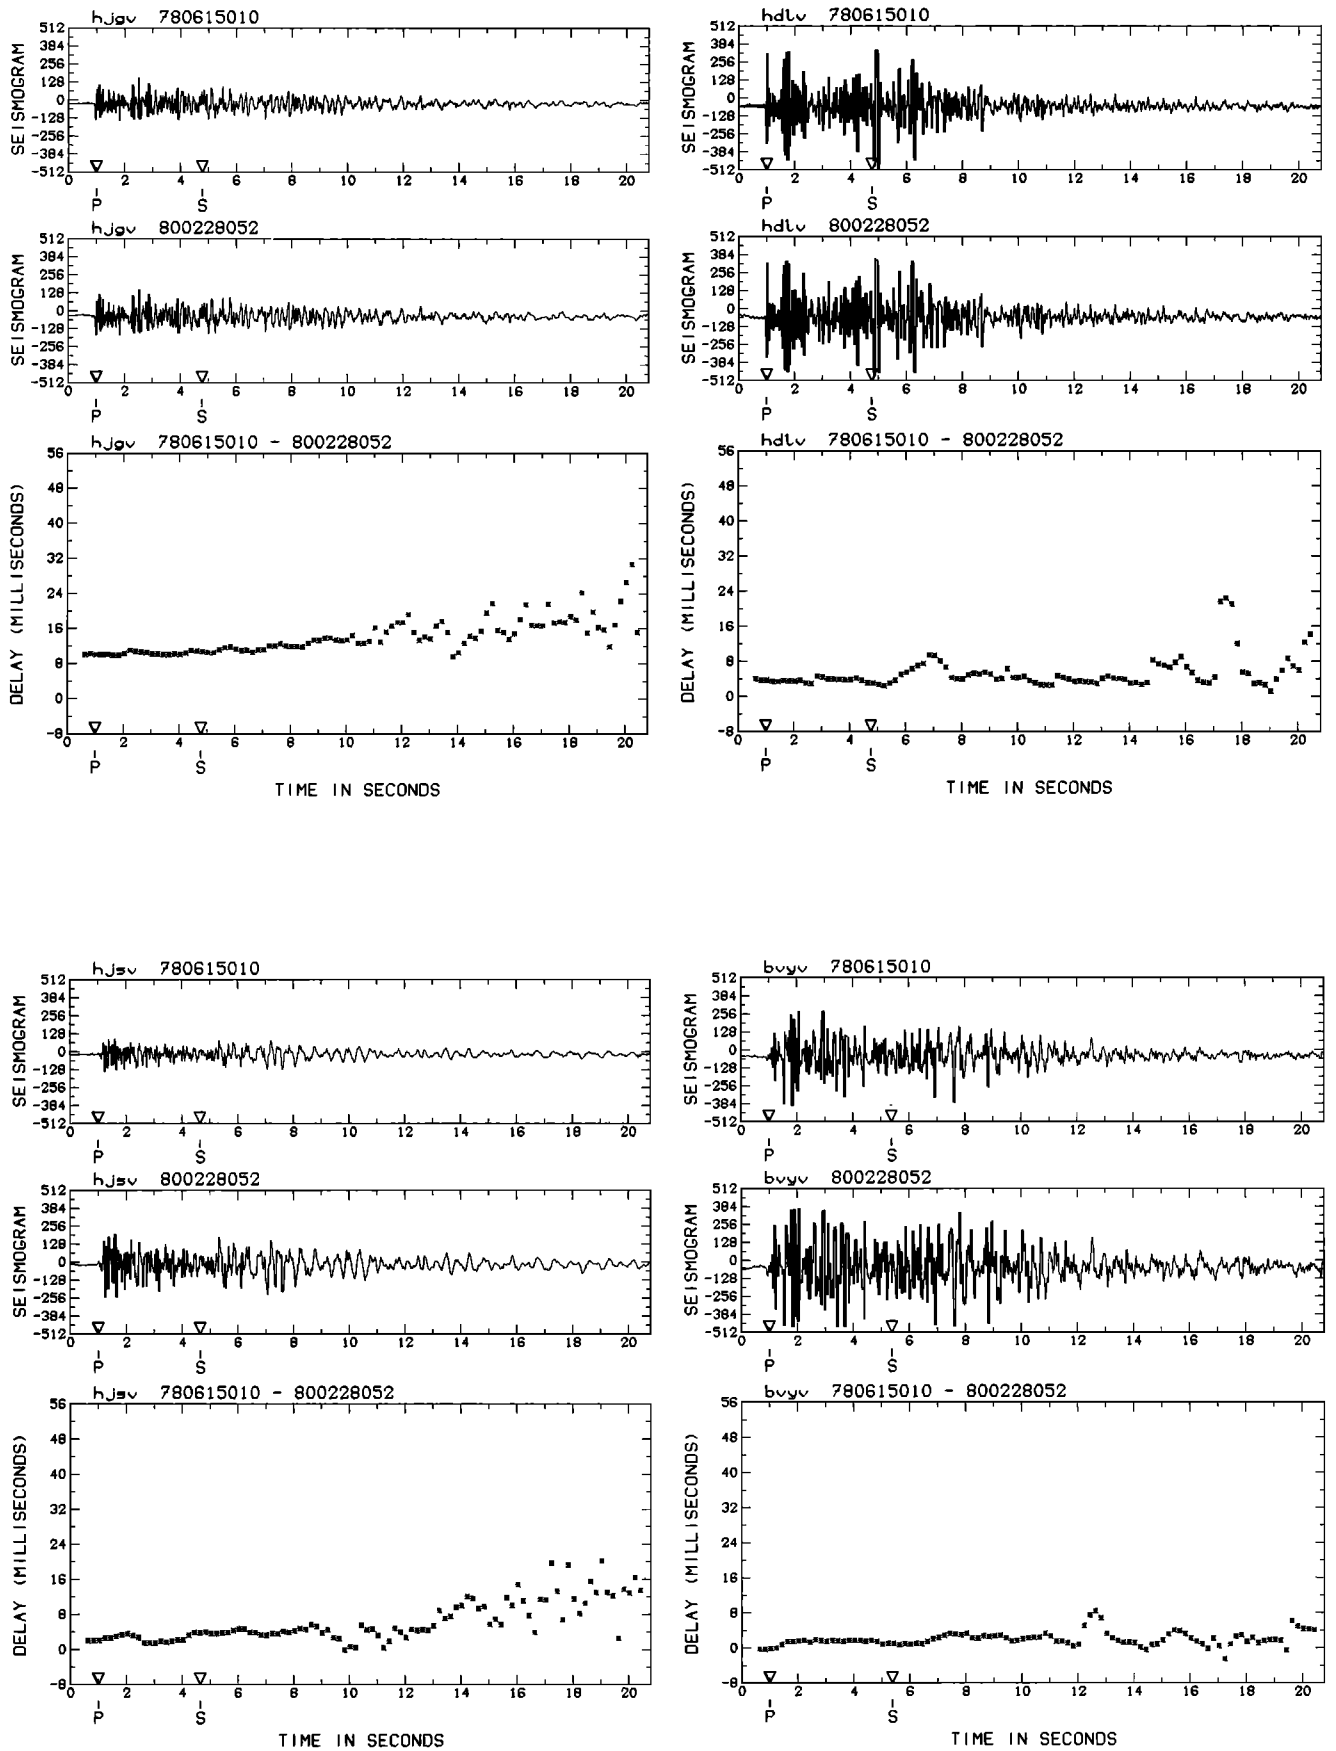 hjgv 780615010
SEISMOGRAM
512
384
256
128
0
-128
-256
-384
-512
0 2 4 6 8 10 12 14 16 18 20
P S
hjgv 800228052
SEISMOGRAM
512
384
256
128
0
-128
-256
-384
-512
0 2 4 6 8 10 12 14 16 18 20
P S
hjgv 780615010 - 800228052
DELAY (MILLISECONDS)
56
48
40
32
24
16
8
0
-8
0 2 4 6 8 10 12 14 16 18 20
P S
TIME IN SECONDS
hdlv 780615010
SEISMOGRAM
512
384
256
128
0
-128
-256
-384
-512
0 2 4 6 8 10 12 14 16 18 20
P S
hdlv 800228052
SEISMOGRAM
512
384
256
128
0
-128
-256
-384
-512
0 2 4 6 8 10 12 14 16 18 20
P S
hdlv 780615010 - 800228052
DELAY (MILLISECONDS)
56
48
40
32
24
16
8
0
-8
0 2 4 6 8 10 12 14 16 18 20
P S
TIME IN SECONDS
hjsv 780615010
SEISMOGRAM
512
384
256
128
0
-128
-256
-384
-512
0 2 4 6 8 10 12 14 16 18 20
P S
hjsv 800228052
SEISMOGRAM
512
384
256
128
0
-128
-256
-384
-512
0 2 4 6 8 10 12 14 16 18 20
P S
hjsv 780615010 - 800228052
DELAY (MILLISECONDS)
56
48
40
32
24
16
8
0
-8
0 2 4 6 8 10 12 14 16 18 20
P S
TIME IN SECONDS
bvyv 780615010
SEISMOGRAM
512
384
256
128
0
-128
-256
-384
-512
0 2 4 6 8 10 12 14 16 18 20
P S
bvyv 800228052
SEISMOGRAM
512
384
256
128
0
-128
-256
-384
-512
0 2 4 6 8 10 12 14 16 18 20
P S
bvyv 780615010 - 800228052
DELAY (MILLISECONDS)
56
48
40
32
24
16
8
0
-8
0 2 4 6 8 10 12 14 16 18 20
P S
TIME IN SECONDS